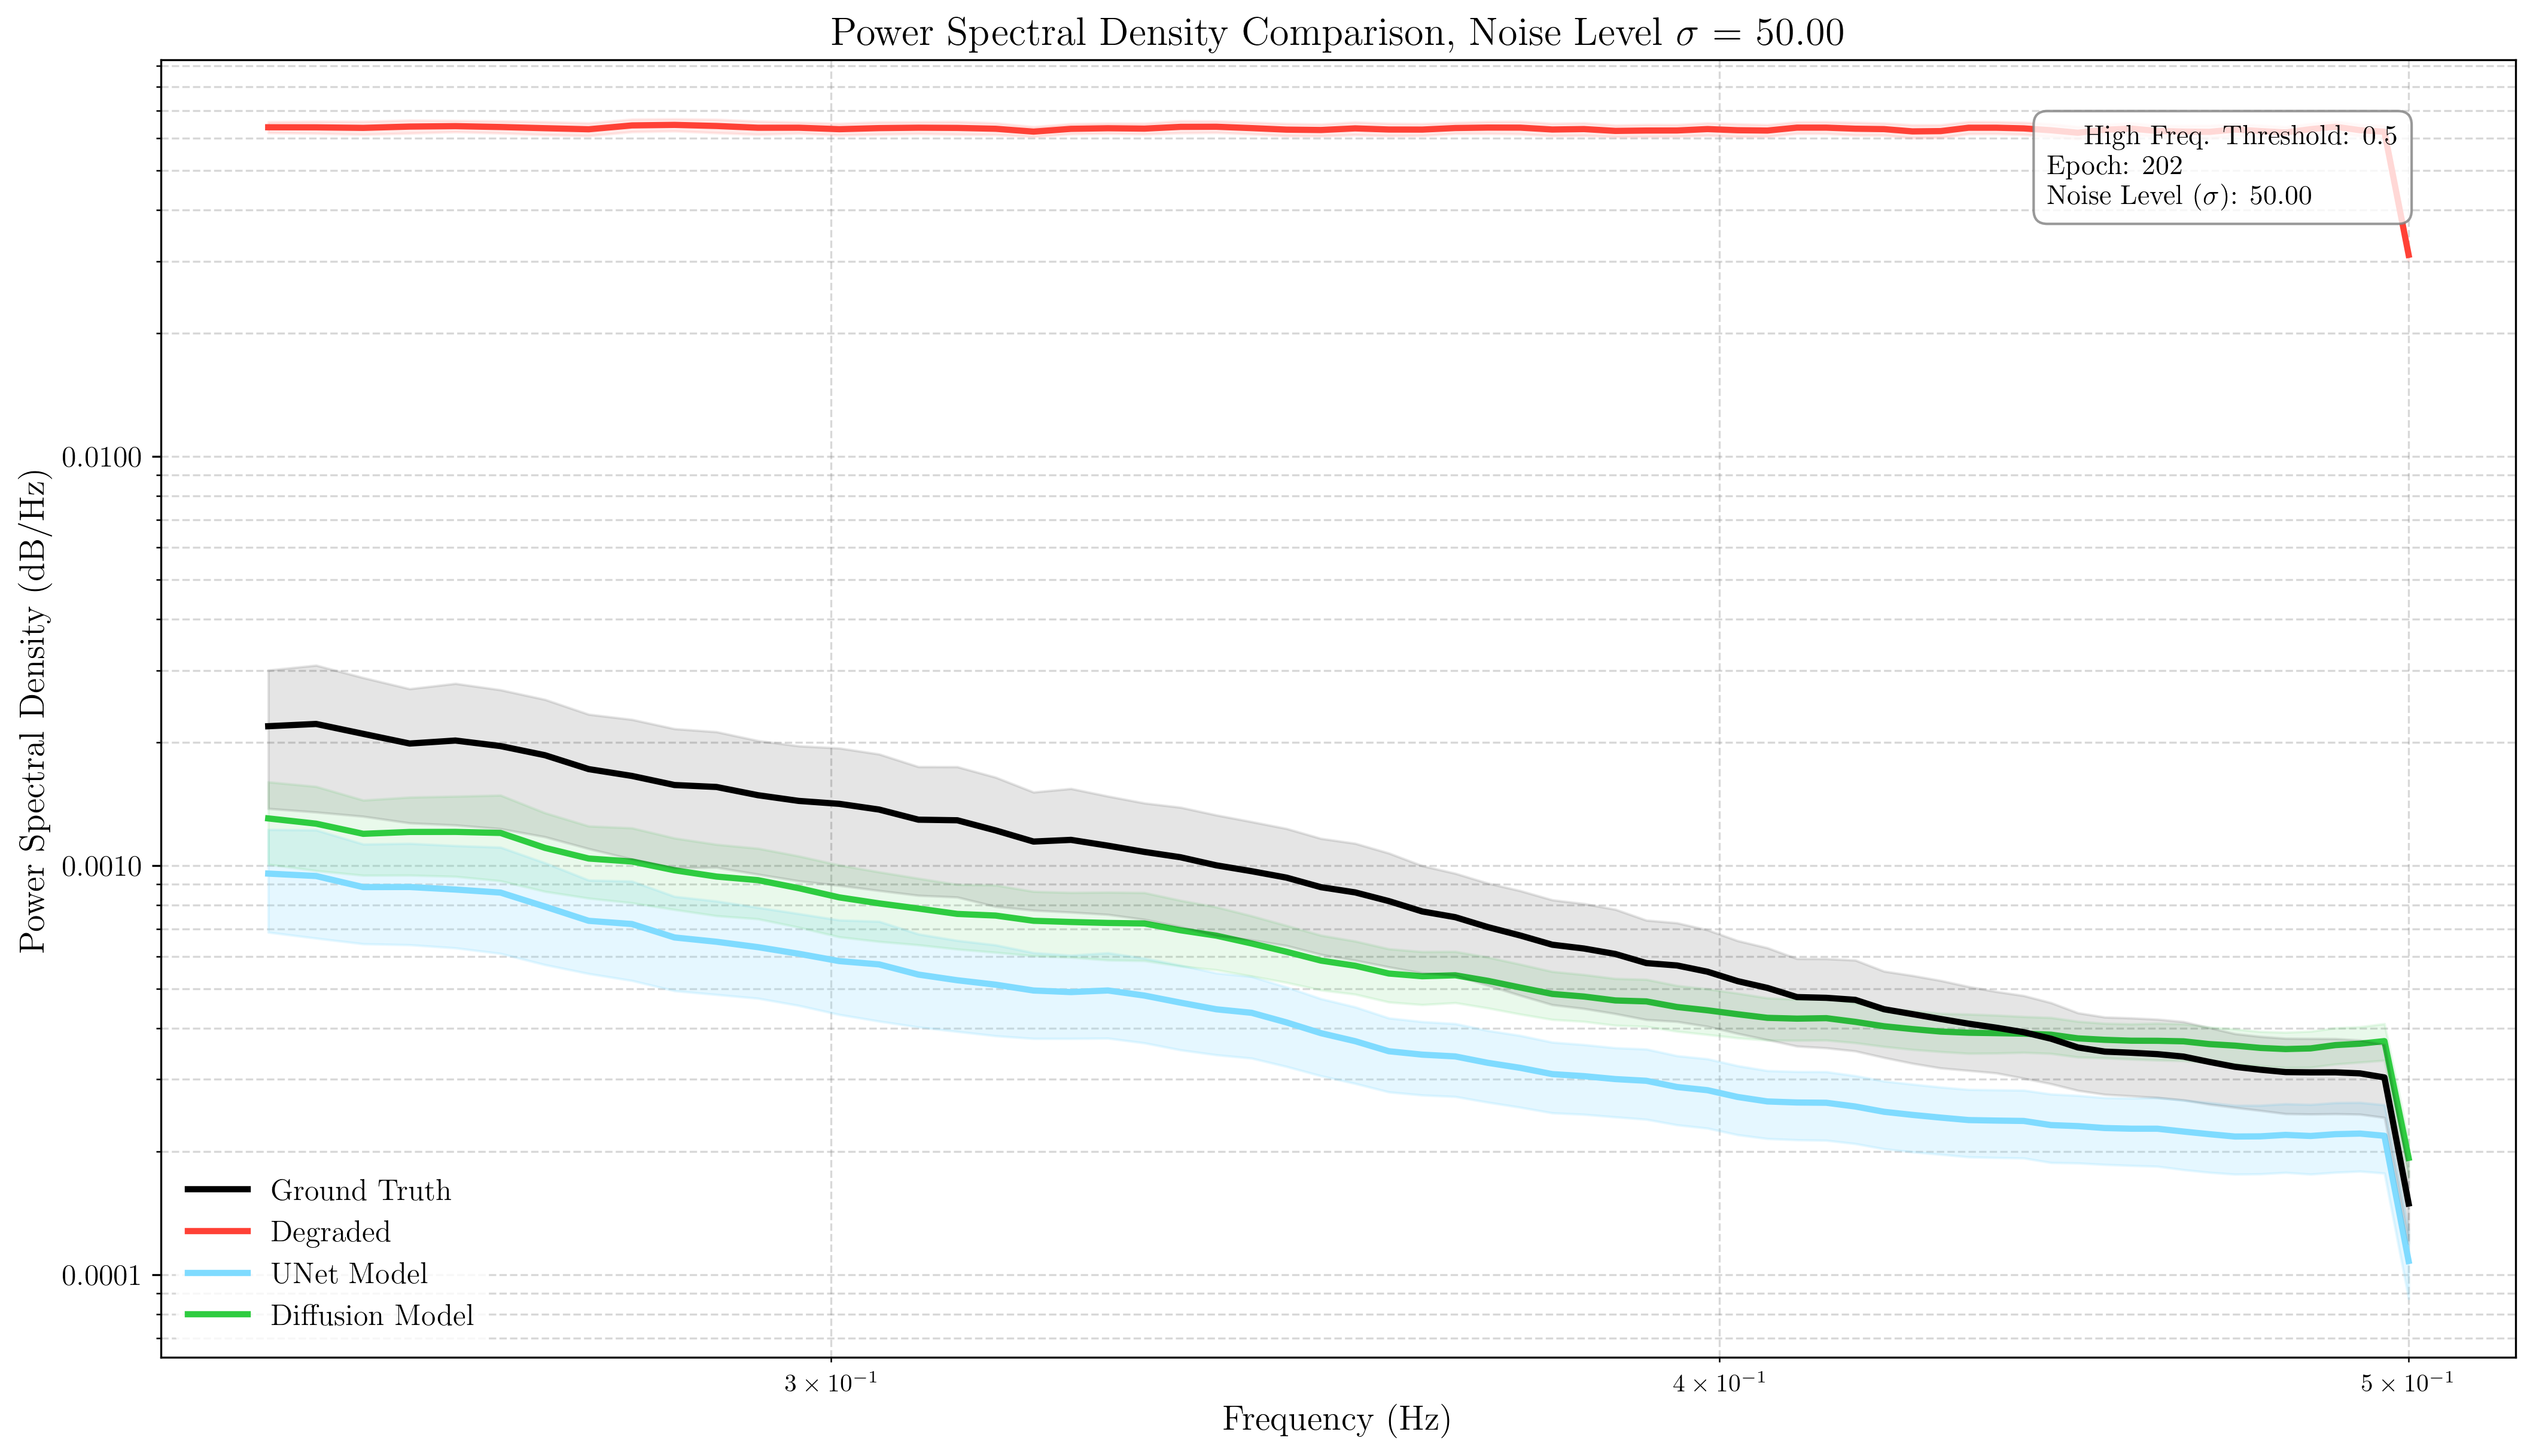 Power Spectral Density Comparison, Noise Level σ = 50.00
High Freq. Threshold: 0.5
Epoch: 202
Noise Level (σ): 50.00
Power Spectral Density (dB/Hz)
0.0100
0.0010
0.0001
Ground Truth
Degraded
UNet Model
Diffusion Model
3 × 10⁻¹
4 × 10⁻¹
5 × 10⁻¹
Frequency (Hz)